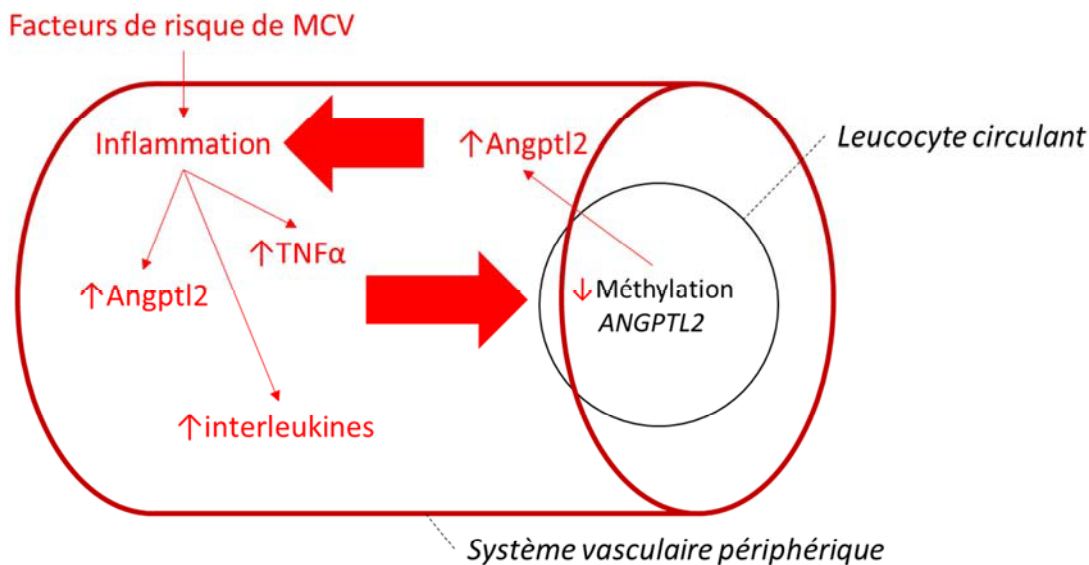 Facteurs de risque de MCV
Inflammation
↑Angptl2
Leucocyte circulant
↑TNFα
↑Angptl2
↓Méthylation
ANGPTL2
↑interleukines
Système vasculaire périphérique